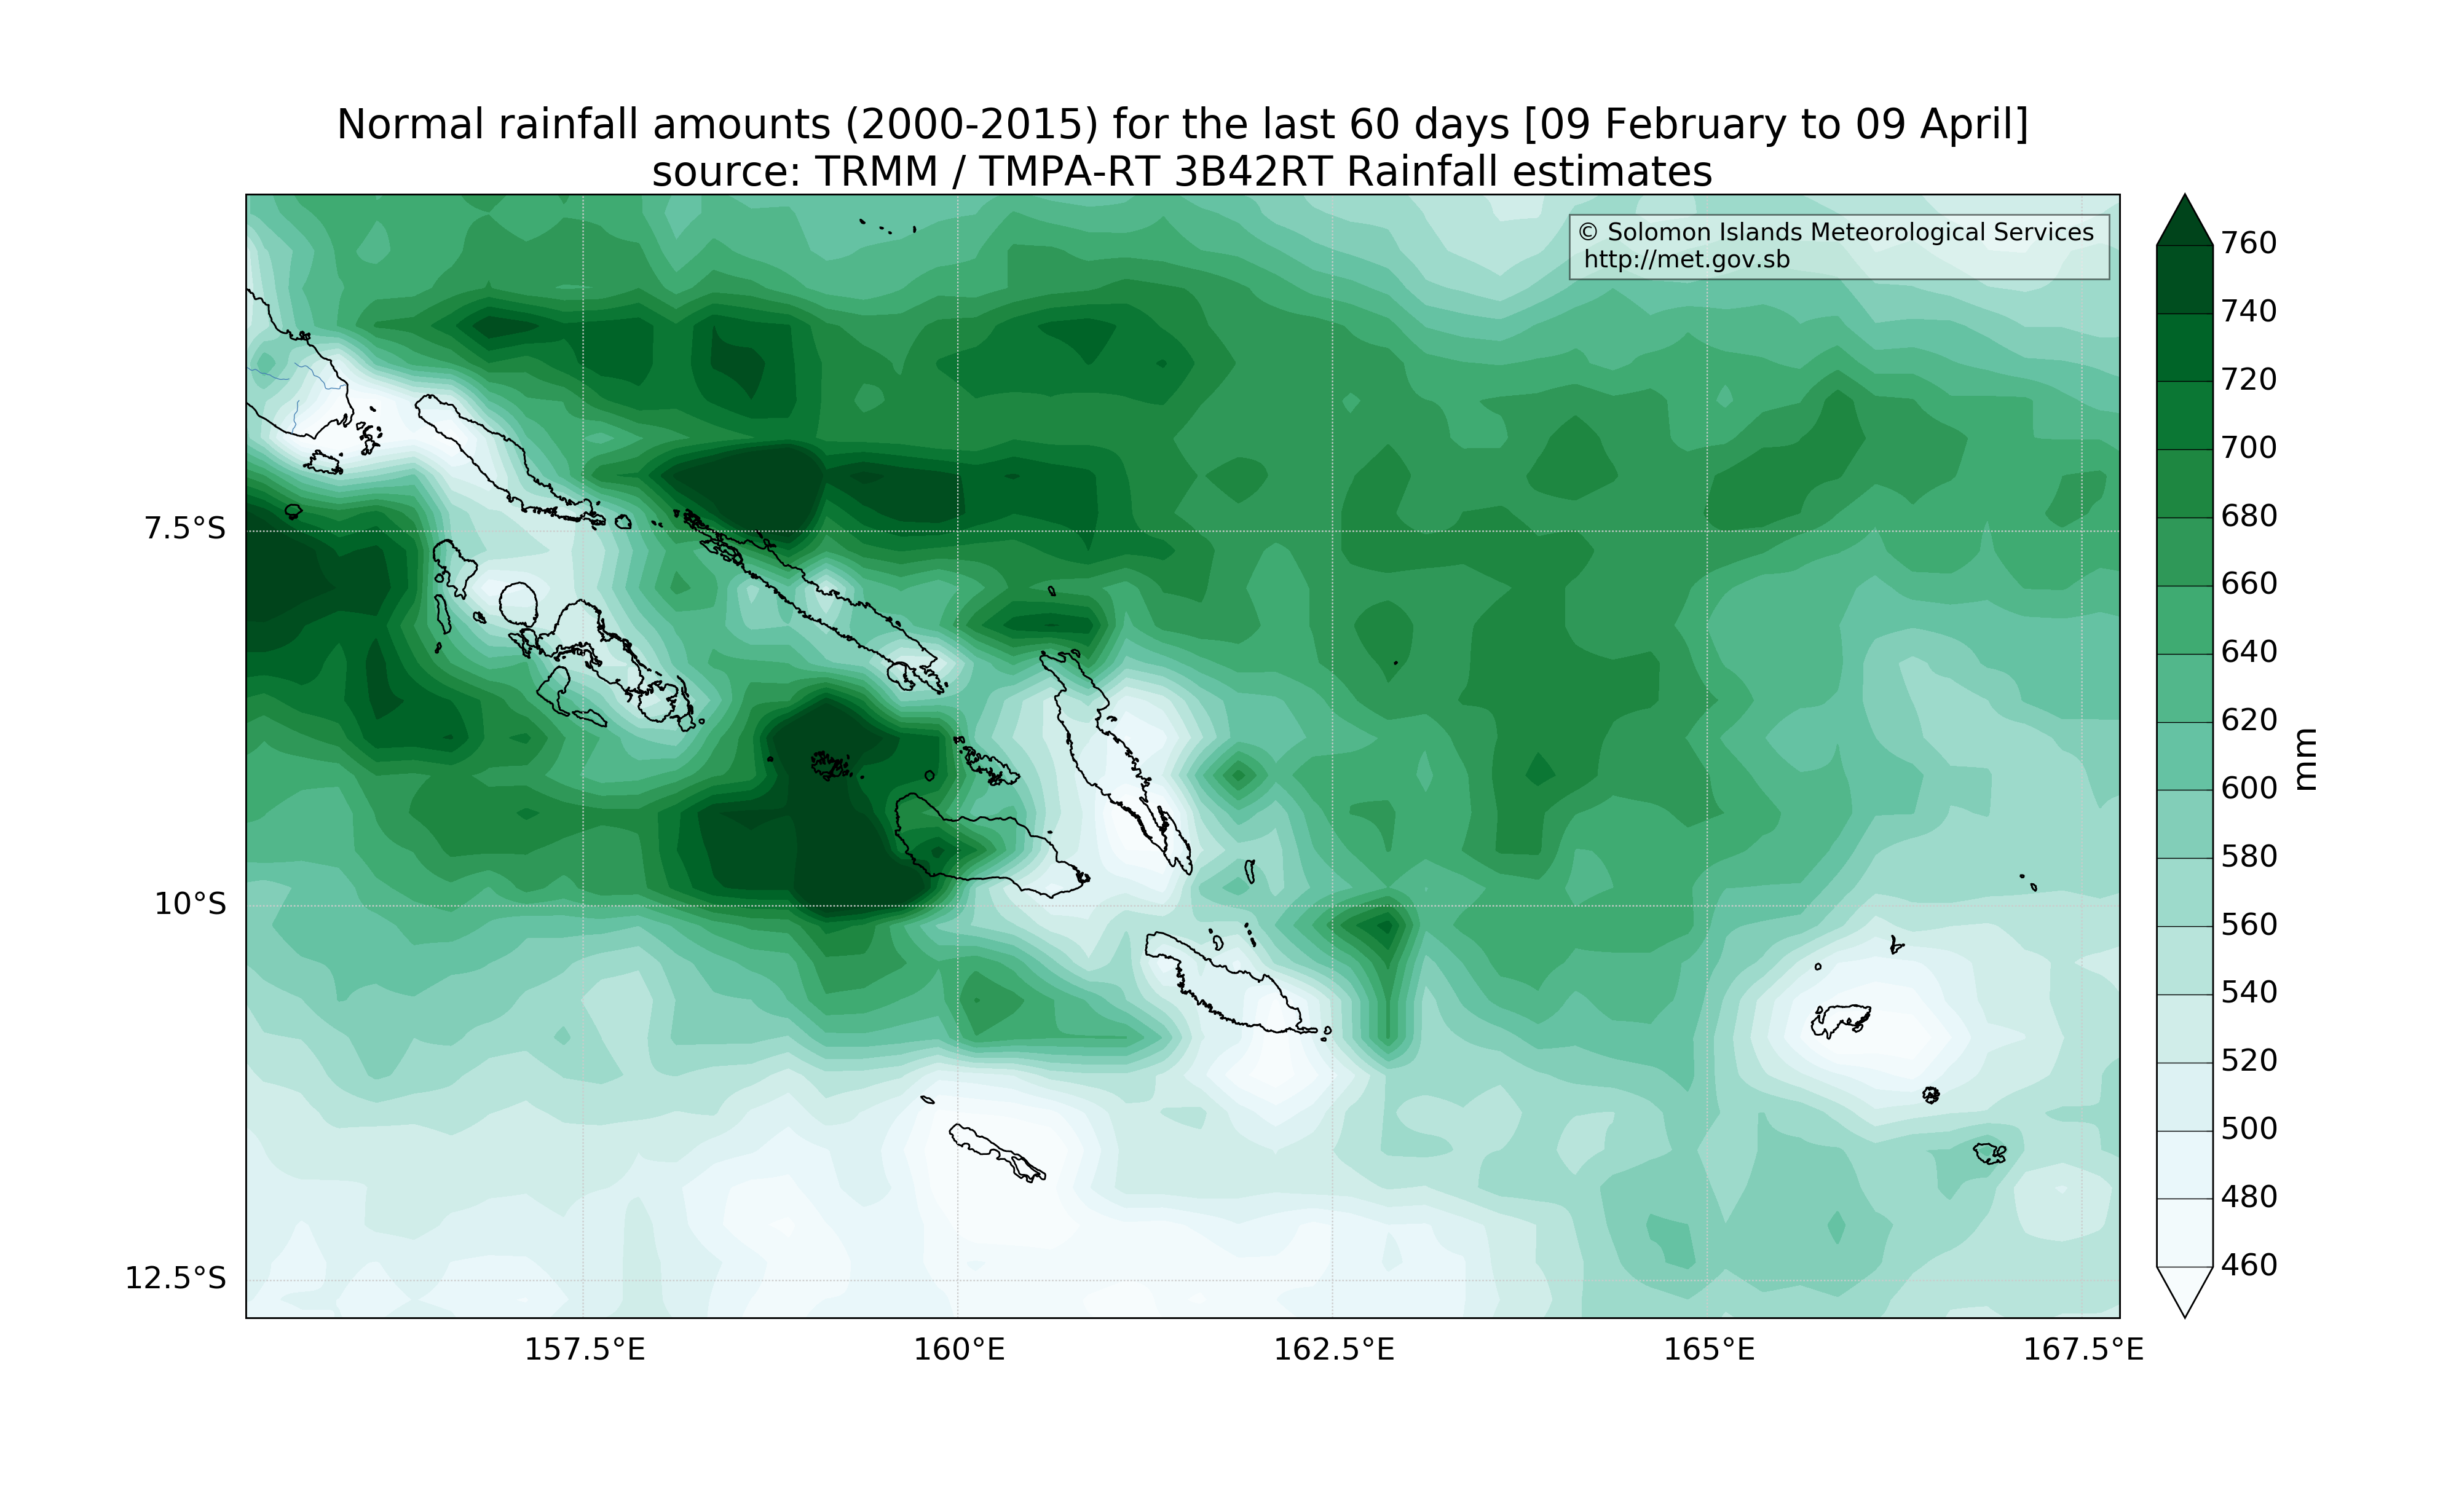 Normal rainfall amounts (2000-2015) for the last 60 days [09 February to 09 April]
source: TRMM / TMPA-RT 3B42RT Rainfall estimates
© Solomon Islands Meteorological Services
http://met.gov.sb
7.5°S
10°S
12.5°S
157.5°E
160°E
162.5°E
165°E
167.5°E
760
740
720
700
680
660
640
620
600
580
560
540
520
500
480
460
mm